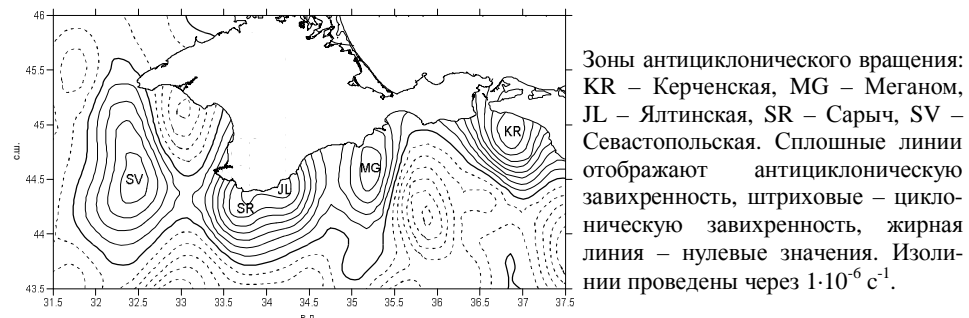 46
45.5
45
44.5
44
43.5
с.ш.
31.5 32 32.5 33 33.5 34 34.5 35 35.5 36 36.5 37 37.5
SV
SR
JL
MG
KR
Зоны антициклонического вращения:
KR – Керченская, MG – Меганом,
JL – Ялтинская, SR – Сарыч, SV –
Севастопольская. Сплошные линии
отображают антициклоническую
завихренность, штриховые – цикло-
ническую завихренность, жирная
линия – нулевые значения. Изоли-
нии проведены через 1·10⁻⁶ с⁻¹.